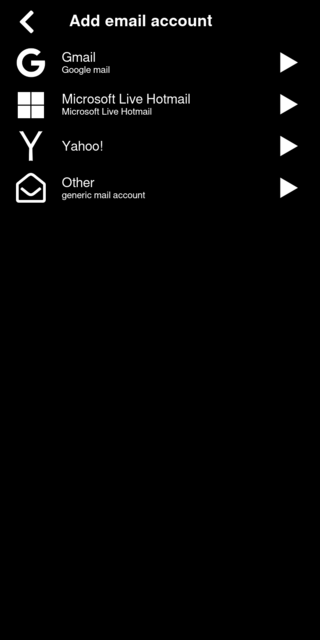 Add email account
Gmail
Google mail
Microsoft Live Hotmail
Microsoft Live Hotmail
Yahoo!
Other
generic mail account